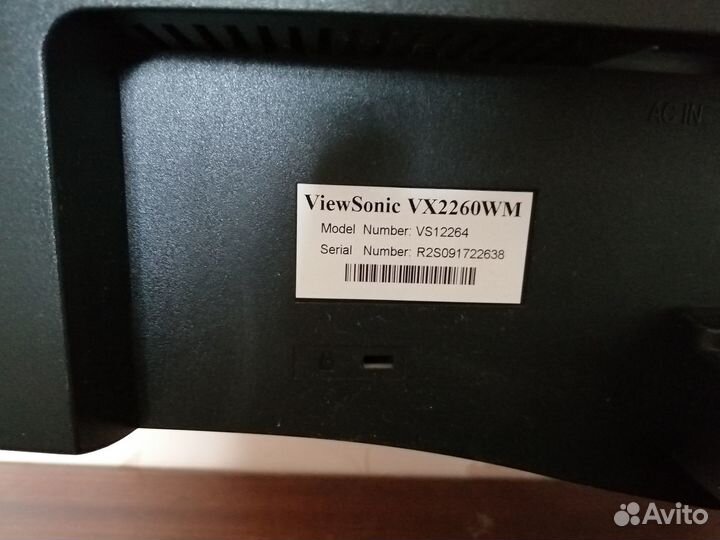 AC IN
ViewSonic VX2260WM
Model Number: VS12264
Serial Number: R2S091722638
Avito